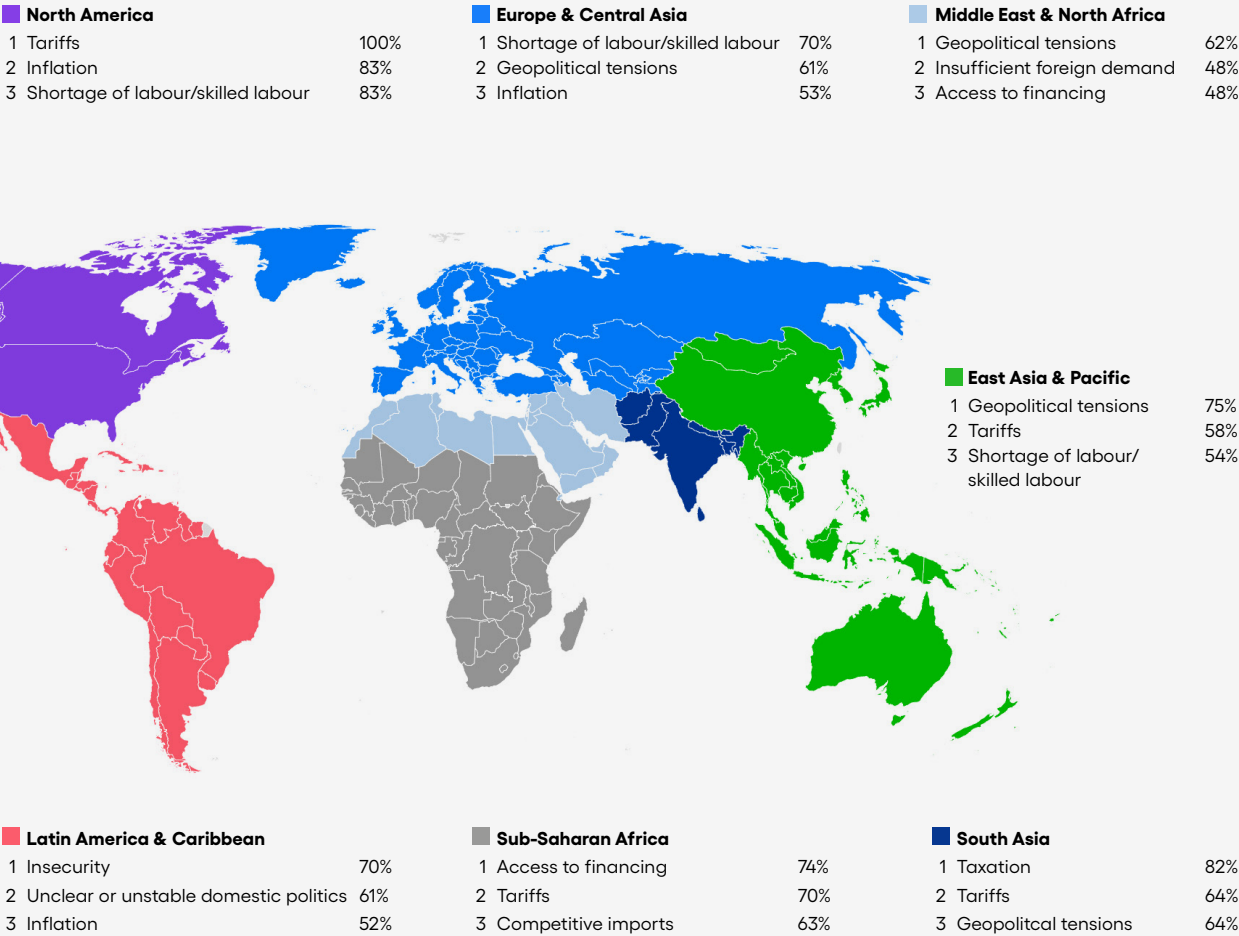 North America
1 Tariffs 100%
2 Inflation 83%
3 Shortage of labour/skilled labour 83%
Europe & Central Asia
1 Shortage of labour/skilled labour 70%
2 Geopolitical tensions 61%
3 Inflation 53%
Middle East & North Africa
1 Geopolitical tensions 62%
2 Insufficient foreign demand 48%
3 Access to financing 48%
East Asia & Pacific
1 Geopolitical tensions 75%
2 Tariffs 58%
3 Shortage of labour/ 54%
skilled labour
Latin America & Caribbean
1 Insecurity 70%
2 Unclear or unstable domestic politics 61%
3 Inflation 52%
Sub-Saharan Africa
1 Access to financing 74%
2 Tariffs 70%
3 Competitive imports 63%
South Asia
1 Taxation 82%
2 Tariffs 64%
3 Geopolitcal tensions 64%